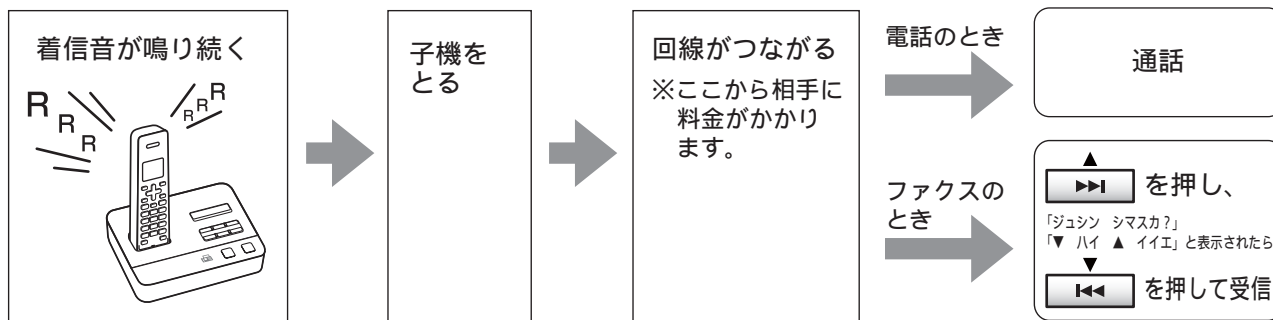 着信音が鳴り続く
R R R R R R
子機を
とる
回線がつながる
※ここから相手に
料金がかかり
ます。
電話のとき
通話
ファクスの
とき
▲
▶▶I を押し、
「ジュシン シマスカ?」
「▼ ハイ ▲ イイエ」と表示されたら
▼
I◀◀ を押して受信